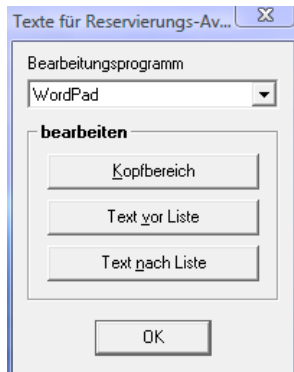 Texte für Reservierungs-Av...
Bearbeitungsprogramm
WordPad
bearbeiten
Kopfbereich
Text vor Liste
Text nach Liste
OK